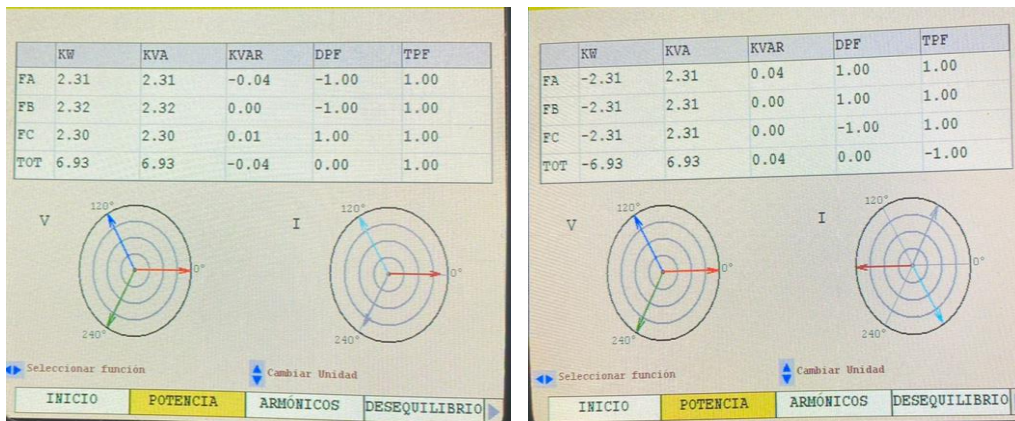 KW KVA KVAR DPF TPF
FA 2.31 2.31 -0.04 -1.00 1.00
FB 2.32 2.32 0.00 -1.00 1.00
FC 2.30 2.30 0.01 1.00 1.00
TOT 6.93 6.93 -0.04 0.00 1.00
V 120° 0° 240°
I 120° 0° 240°
Seleccionar función Cambiar Unidad
INICIO POTENCIA ARMÓNICOS DESEQUILIBRIO
KW KVA KVAR DPF TPF
FA -2.31 2.31 0.04 1.00 1.00
FB -2.31 2.31 0.00 1.00 1.00
FC -2.31 2.31 0.00 -1.00 1.00
TOT -6.93 6.93 0.04 0.00 -1.00
V 120° 0° 240°
I 120° 0° 240°
Seleccionar función Cambiar Unidad
INICIO POTENCIA ARMÓNICOS DESEQUILIBRIO